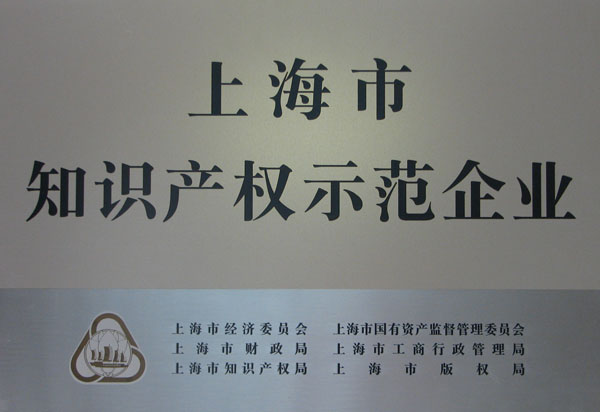 上海市
知识产权示范企业
上海市经济委员会 上海市国有资产监督管理委员会
上海市财政局 上海市工商行政管理局
上海市知识产权局 上海市版权局